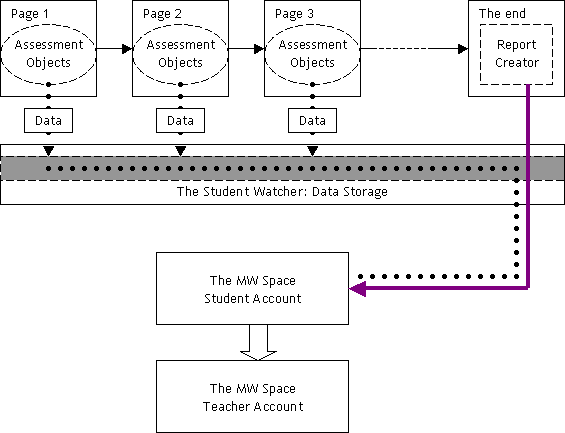 Page 1
Page 2
Page 3
The end
Assessment
Objects
Assessment
Objects
Assessment
Objects
Report
Creator
Data
Data
Data
The Student Watcher: Data Storage
The MW Space
Student Account
The MW Space
Teacher Account